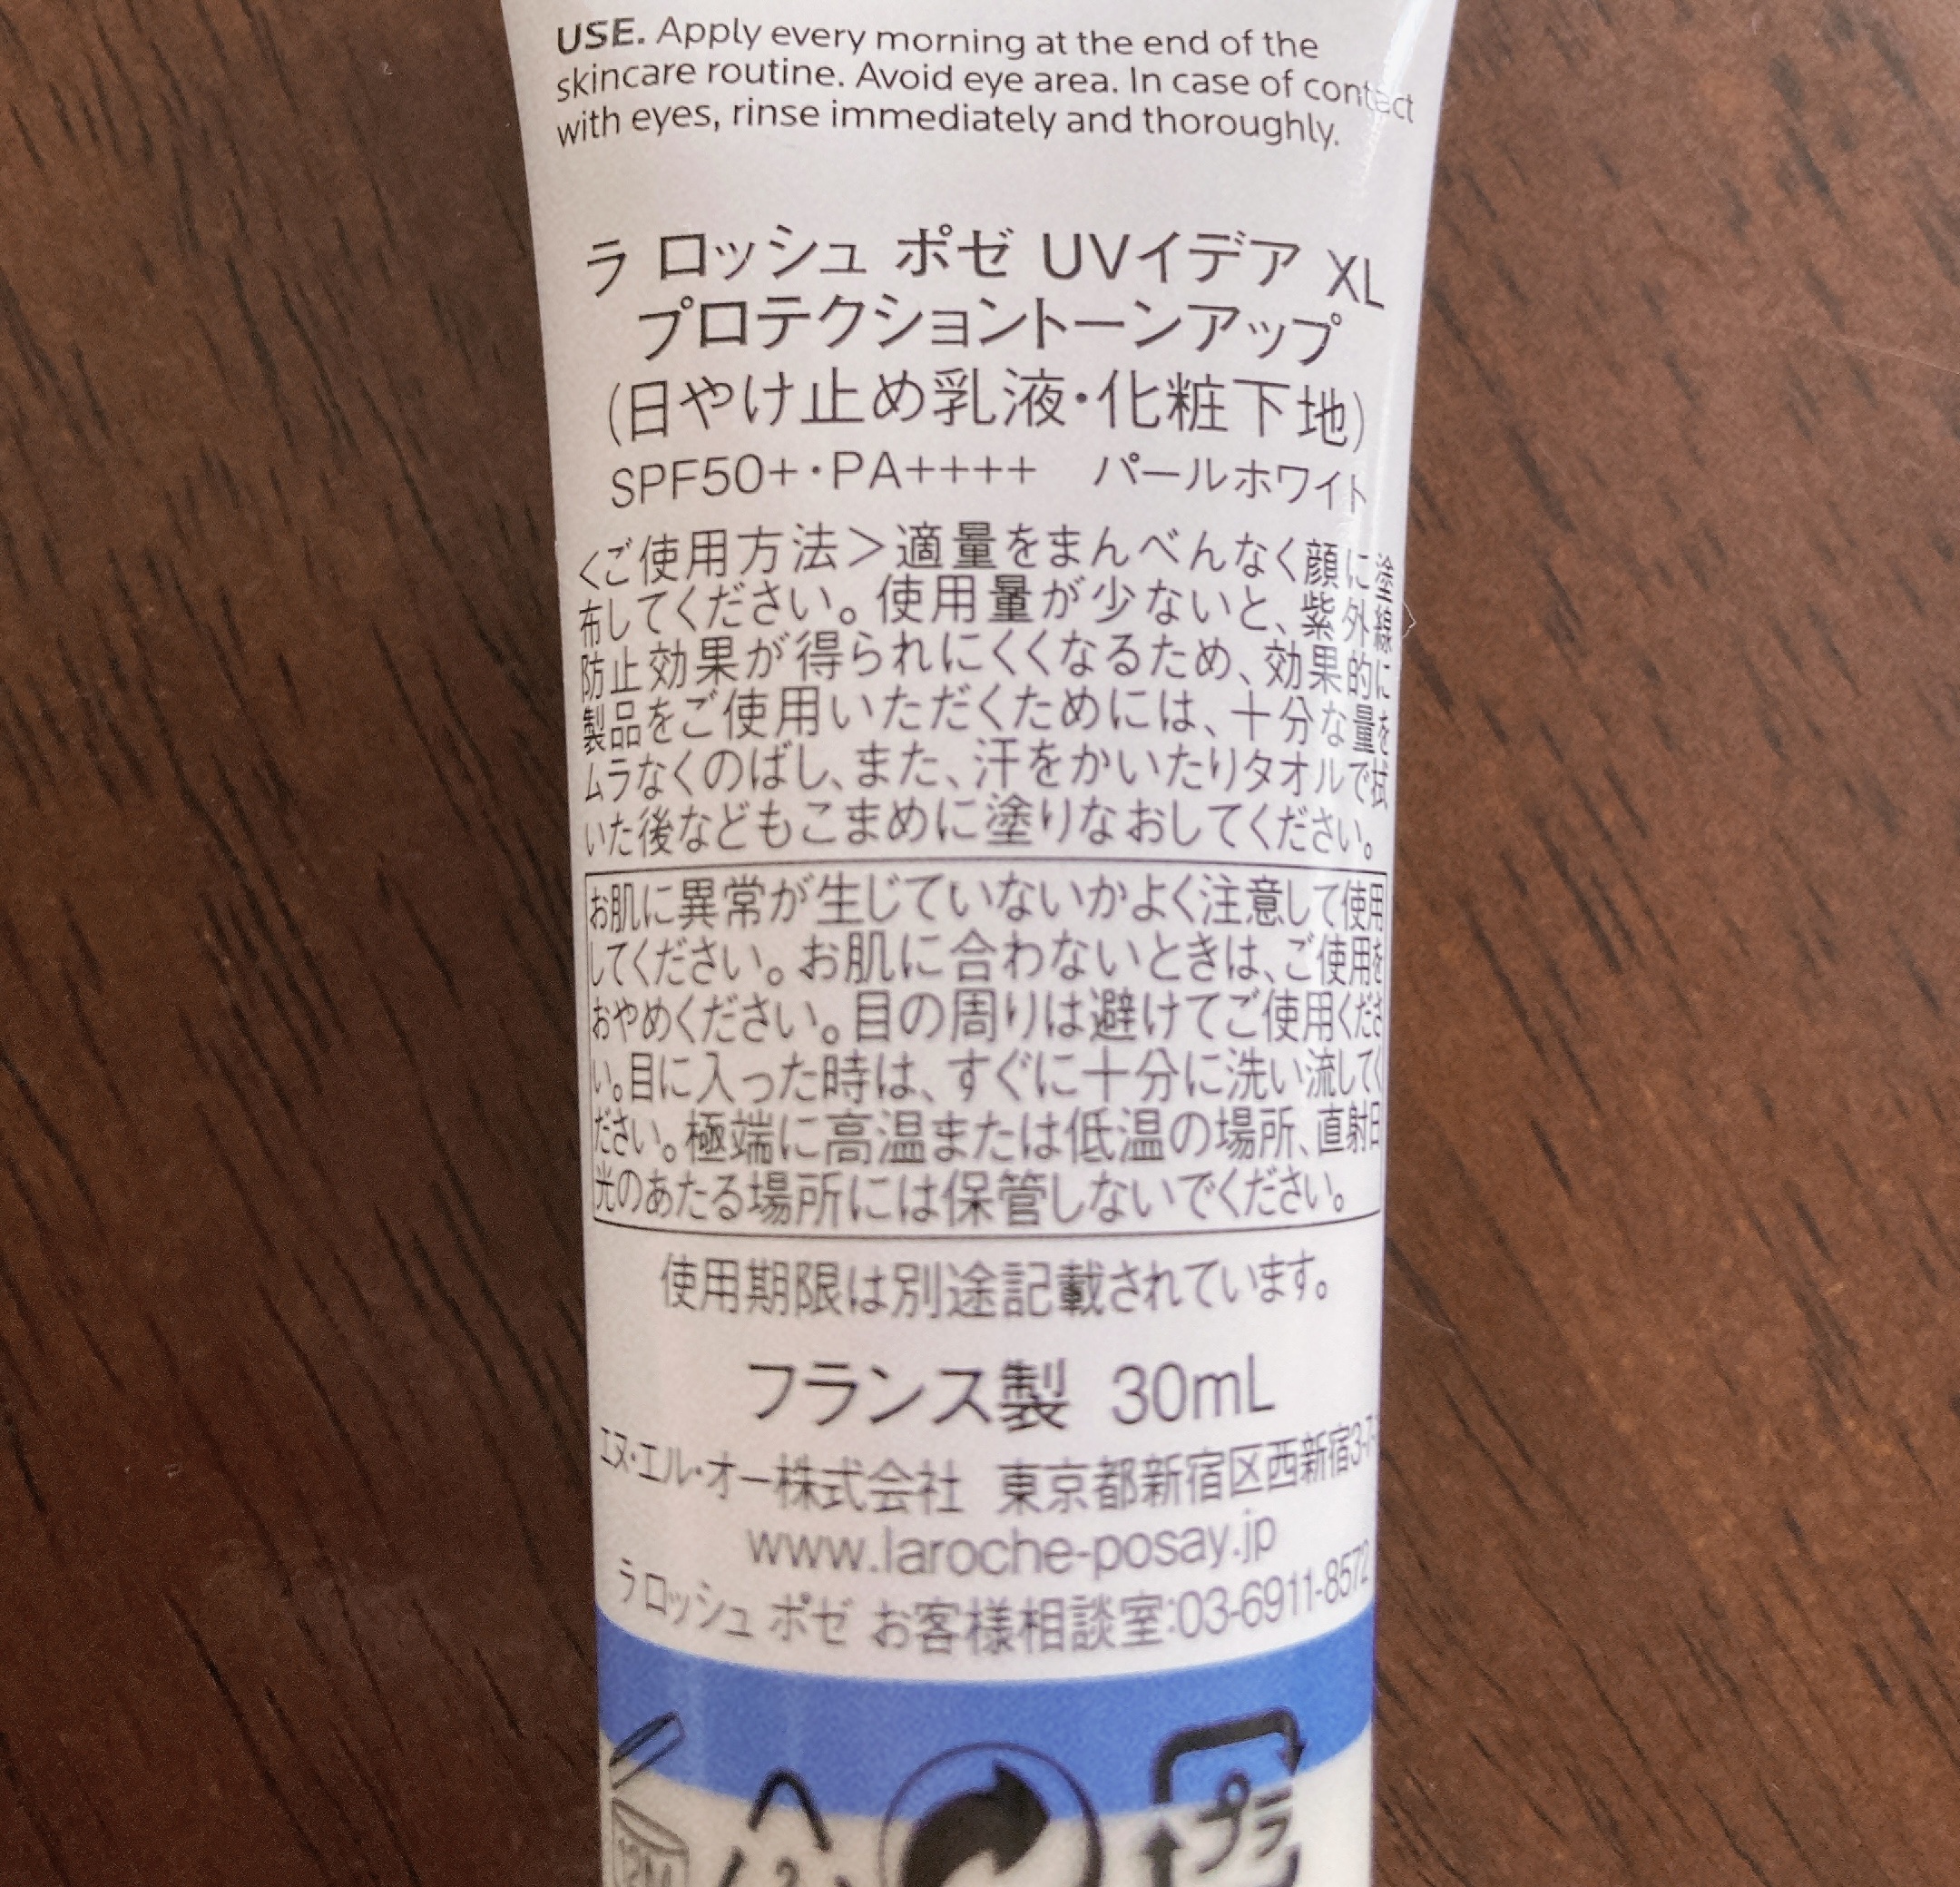 USE. Apply every morning at the end of the
skincare routine. Avoid eye area. In case of contact
with eyes, rinse immediately and thoroughly.
ラ ロッシュ ポゼ UVイデア XL
プロテクショントーンアップ
(日やけ止め乳液・化粧下地)
SPF50+・PA++++ パールホワイト
<ご使用方法>適量をまんべんなく顔に塗
布してください。使用量が少ないと、紫外線
防止効果が得られにくくなるため、効果的に
製品をご使用いただくためには、十分な量を
ムラなくのばし、また、汗をかいたりタオルで拭
いた後などもこまめに塗りなおしてください。
お肌に異常が生じていないかよく注意して使用
してください。お肌に合わないときは、ご使用を
おやめください。目の周りは避けてご使用くださ
い。目に入った時は、すぐに十分に洗い流してく
ださい。極端に高温または低温の場所、直射日
光のあたる場所には保管しないでください。
使用期限は別途記載されています。
フランス製 30mL
エヌ・エル・オー株式会社 東京都新宿区西新宿3-7-
www.laroche-posay.jp
ラ ロッシュ ポゼ お客様相談室:03-6911-8572
12M
プラ